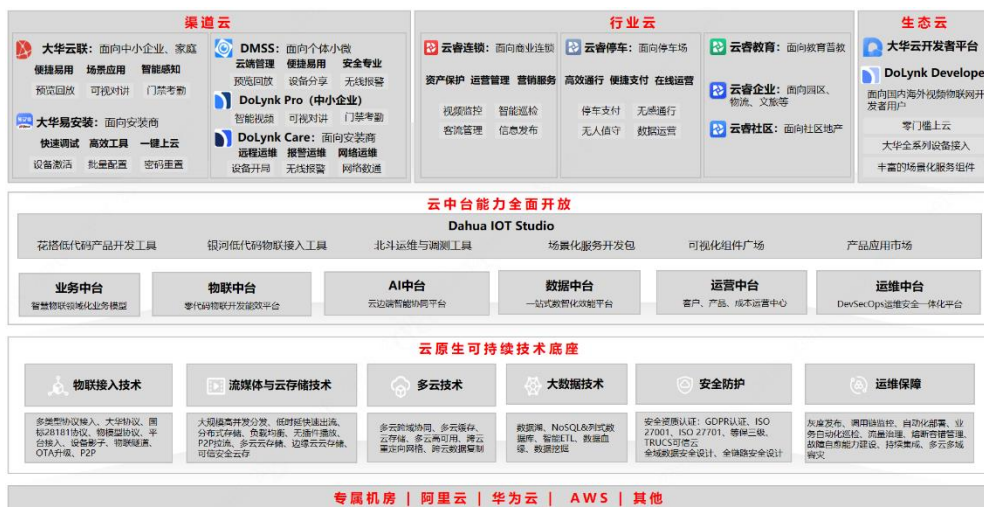 渠道云
大华云联：面向中小企业、家庭
便捷易用 场景应用 智能感知
预览回放 可视对讲 门禁考勤
大华易安装：面向安装商
快速调试 高效工具 一键上云
设备激活 批量配置 密码重置
DMSS：面向个体小微
云端管理 便捷易用 安全专业
预览回放 设备分享 无线报警
DoLynk Pro（中小企业）
智能视频 可视对讲 门禁考勤
DoLynk Care：面向安装商
远程运维 报警运维 网络运维
设备开局 无线报警 网络数通
行业云
云睿连锁：面向商业连锁
资产保护 运营管理 营销服务
视频监控 智能巡检
客流管理 信息发布
云睿停车：面向停车场
高效通行 便捷支付 在线运营
停车支付 无感通行
无人值守 数据运营
云睿教育：面向教育普教
云睿企业：面向园区、
物流、文旅等
云睿社区：面向社区地产
生态云
大华云开发者平台
DoLynk Develope
面向国内海外视频物联网开
发者用户
零门槛上云
大华全系列设备接入
丰富的场景化服务组件
云中台能力全面开放
Dahua IOT Studio
花搭低代码产品开发工具 银河低代码物联接入工具 北斗运维与调测工具 场景化服务开发包 可视化组件广场 产品应用市场
业务中台
智慧物联领域化业务模型
物联中台
零代码物联开发能效平台
AI中台
云边端智能协同平台
数据中台
一站式数智化效能平台
运营中台
客户、产品、成本运营中心
运维中台
DevSecOps运维安全一体化平台
云原生可持续技术底座
物联接入技术
多类型协议接入、大华协议、国
标28181协议、物模型协议、平
台接入、设备影子、物联隧道、
OTA升级、P2P
流媒体与云存储技术
大规模高并发分发、低时延快速出流、
分布式存储、负载均衡、无插件播放、
P2P拉流、多云云存储、边缘云云存储、
可信安全云存
多云技术
多云跨域协同、多云缓存、
云存储、多云高可用、跨云
重定向网格、跨云数据复制
大数据技术
数据湖、NoSQL&列式数
据库、智能ETL、数据血
缘、数据挖掘
安全防护
安全资质认证：GDPR认证、ISO
27001、ISO 27701、等保三级、
TRUCS可信云
全域数据安全设计、全链路安全设计
运维保障
灰度发布、调用链监控、自动化部署、业
务自动化巡检、流量治理、熔断容错管理、
故障自愈能力建设、持续集成、多云多域
容灾
专属机房 | 阿里云 | 华为云 | AWS | 其他